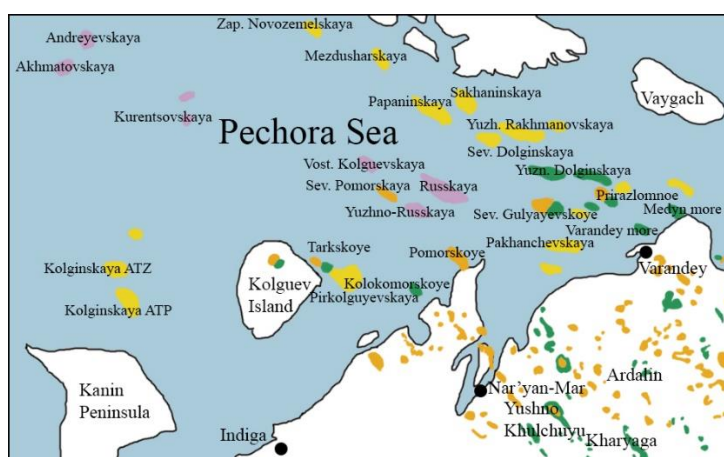 Zap. Novozemelskaya
Andreyevskaya
Mezdusharskaya
Akhmatovskaya
Sakhaninskaya
Papaninskaya
Vaygach
Kurentsovskaya
Yuzh. Rakhmanovskaya
Pechora Sea
Sev. Dolginskaya
Vost. Kolguevskaya
Yuzn. Dolginskaya
Sev. Pomorskaya
Russkaya
Prirazlomnoe
Yuzhno-Russkaya
Sev. Gulyayevskoye
Medyn more
Varandey more
Tarkskoye
Pomorskoye
Pakhanchevskaya
Kolginskaya ATZ
Kolguev
Island
Kolokomorskoye
Varandey
Pirkolguyevskaya
Kolginskaya ATP
Ardalin
Kanin
Peninsula
Nar'yan-Mar
Yushno
Khulchuyu
Indiga
Kharyaga